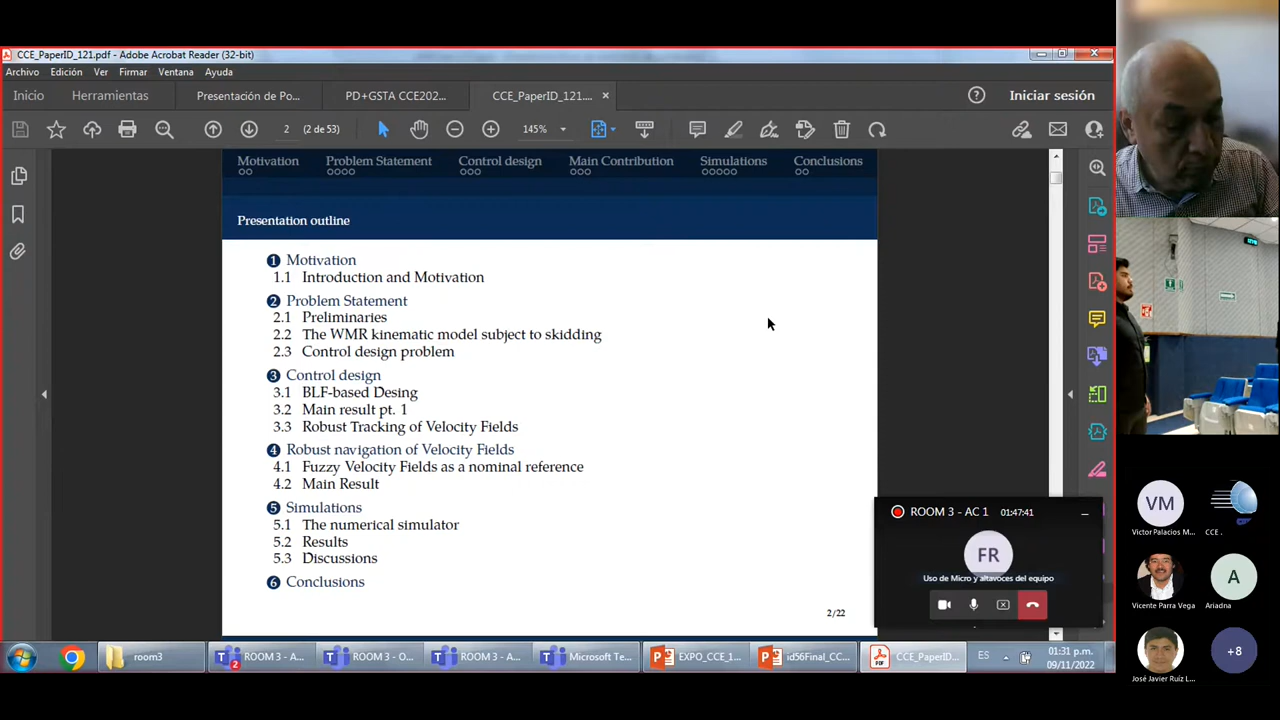 CCE_PaperID_121.pdf - Adobe Acrobat Reader (32-bit)
Archivo Edición Ver Firmar Ventana Ayuda
Inicio Herramientas Presentación de Po... PD+GSTA CCE202... CCE_PaperID_121.... × Iniciar sesión
2 (2 de 53) 145%
Motivation Problem Statement Control design Main Contribution Simulations Conclusions
Presentation outline
1 Motivation
1.1 Introduction and Motivation
2 Problem Statement
2.1 Preliminaries
2.2 The WMR kinematic model subject to skidding
2.3 Control design problem
3 Control design
3.1 BLF-based Desing
3.2 Main result pt. 1
3.3 Robust Tracking of Velocity Fields
4 Robust navigation of Velocity Fields
4.1 Fuzzy Velocity Fields as a nominal reference
4.2 Main Result
5 Simulations
5.1 The numerical simulator
5.2 Results
5.3 Discussions
6 Conclusions
2/22
ROOM 3 - AC 1 01:47:41
FR
Uso de Micro y altavoces del equipo
VM
Victor Palacios M...
CCE .
Vicente Parra Vega
A
Ariadna
José Javier Ruíz L...
+8
room3
2
ROOM 3 - A...
ROOM 3 - O...
ROOM 3 - A...
Microsoft Te...
EXPO_CCE_1...
id56Final_CC...
CCE_PaperID...
ES
01:31 p.m.
09/11/2022